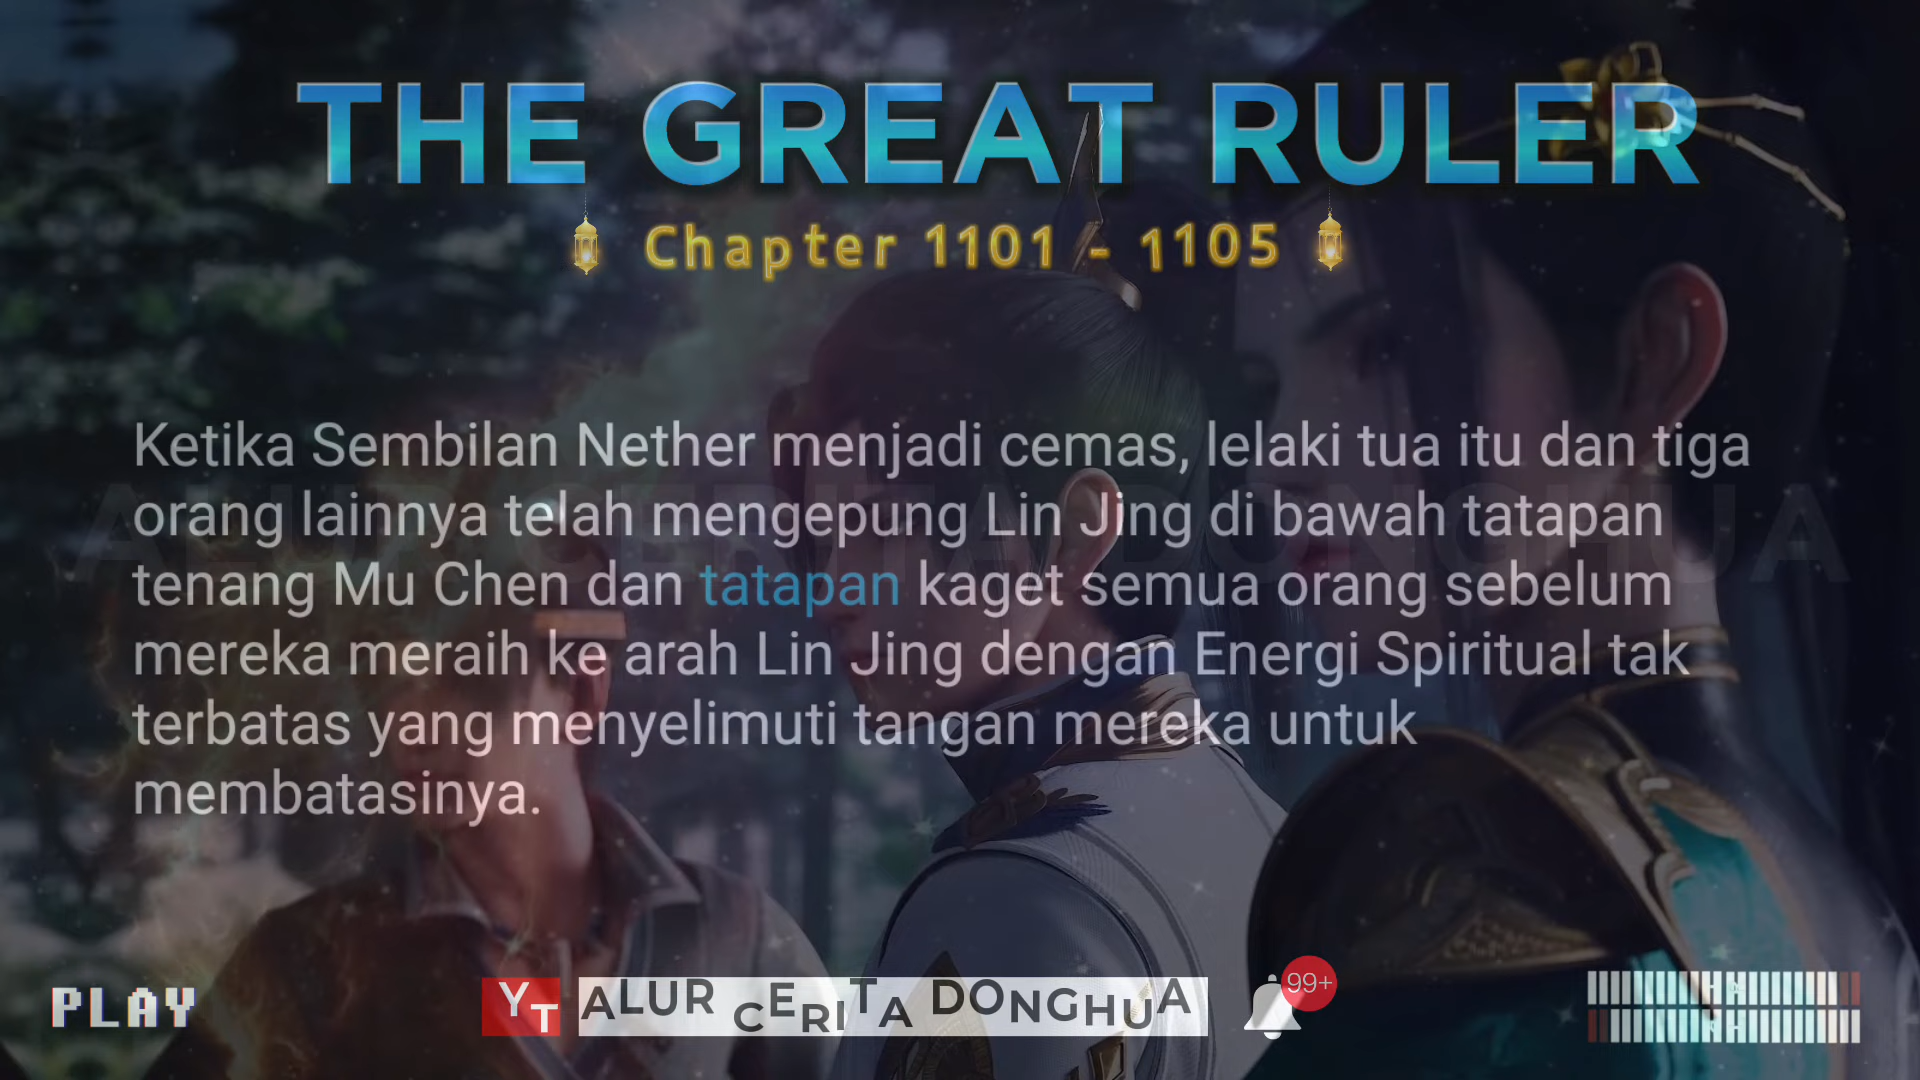 THE GREAT RULER
Chapter 1101 - 1105
Ketika Sembilan Nether menjadi cemas, lelaki tua itu dan tiga
orang lainnya telah mengepung Lin Jing di bawah tatapan
tenang Mu Chen dan tatapan kaget semua orang sebelum
mereka meraih ke arah Lin Jing dengan Energi Spiritual tak
terbatas yang menyelimuti tangan mereka untuk
membatasinya.
ALUR CERITA DONGHUA
PLAY
YT ALUR CERITA DONGHUA
99+